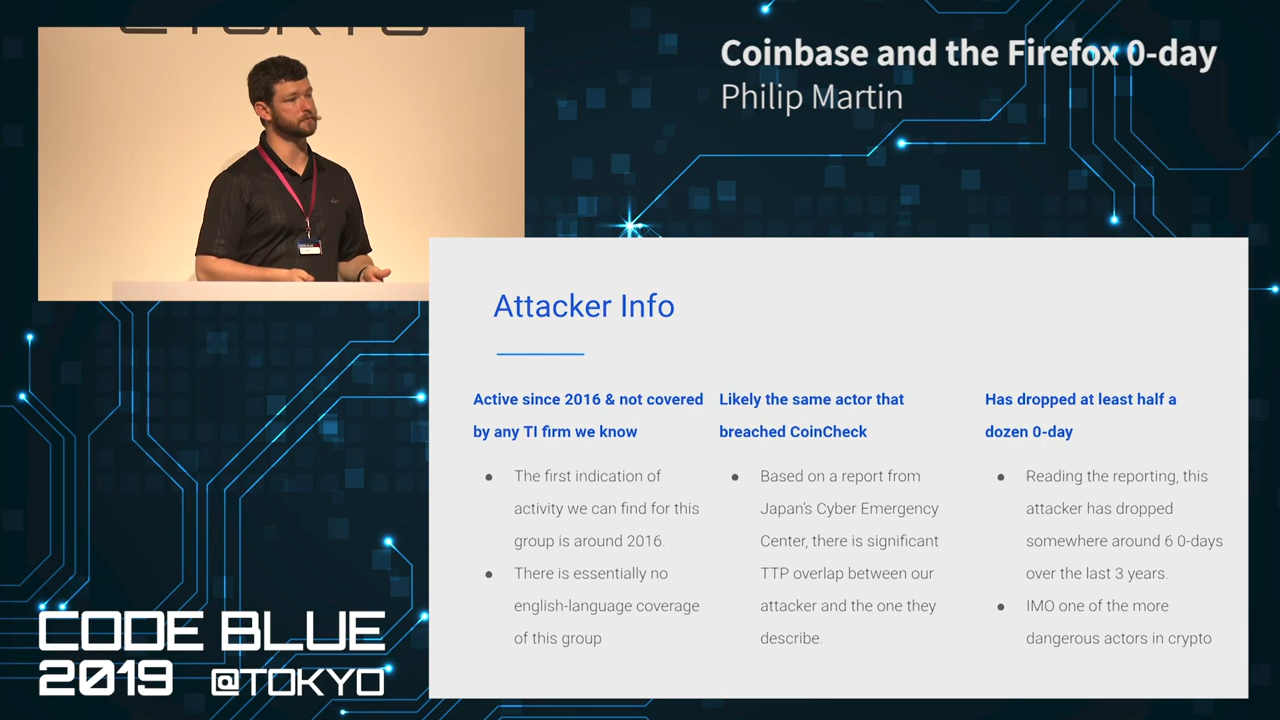 Coinbase and the Firefox 0-day
Philip Martin
Attacker Info
Active since 2016 & not covered
by any TI firm we know
● The first indication of
activity we can find for this
group is around 2016.
● There is essentially no
english-language coverage
of this group
Likely the same actor that
breached CoinCheck
● Based on a report from
Japan's Cyber Emergency
Center, there is significant
TTP overlap between our
attacker and the one they
describe.
Has dropped at least half a
dozen 0-day
● Reading the reporting, this
attacker has dropped
somewhere around 6 0-days
over the last 3 years.
● IMO one of the more
dangerous actors in crypto
CODE BLUE
2019 @TOKYO